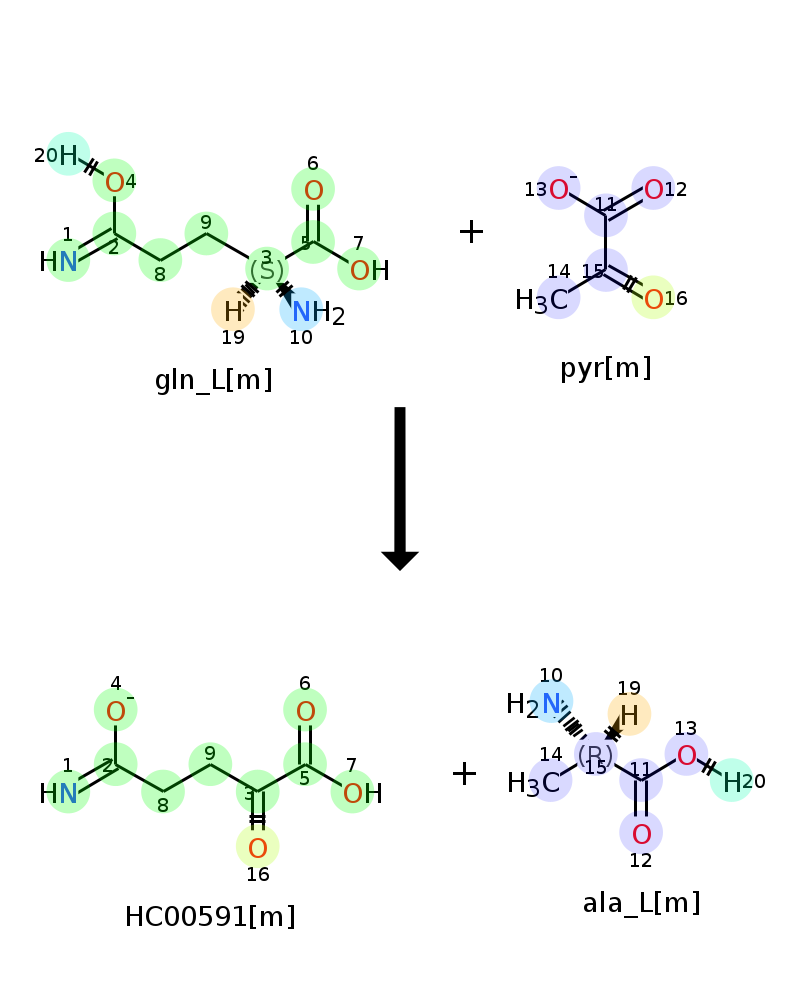 20H
O4
6
O
1
HN
2
8
9
3
(S)
5
7
OH
H
19
NH2
10
gln_L[m]
+
13O-
11
O12
14
H3C
15
O16
pyr[m]
4
O-
1
HN
2
8
9
3
6
O
5
7
OH
O
16
HC00591[m]
+
10
H2N
19
H
(R)
15
14
H3C
11
13
O
H20
O
12
ala_L[m]